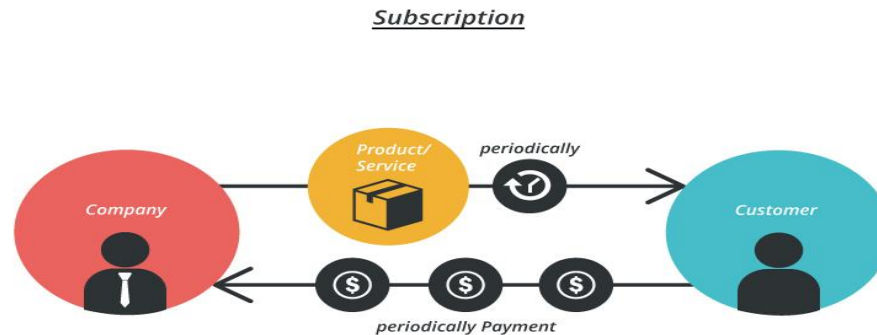 Subscription
Product/
Service
periodically
Company
Customer
$ $ $
periodically Payment